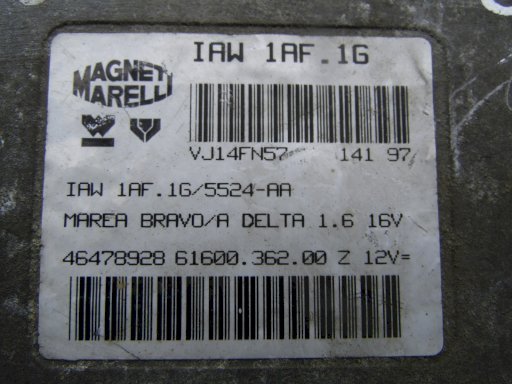 IAW 1AF.1G
MAGNETI
MARELLI
VJ14FN57 141 97
IAW 1AF.1G/5524-AA
MAREA BRAVO/A DELTA 1.6 16V
46478928 61600.362.00 Z 12V=